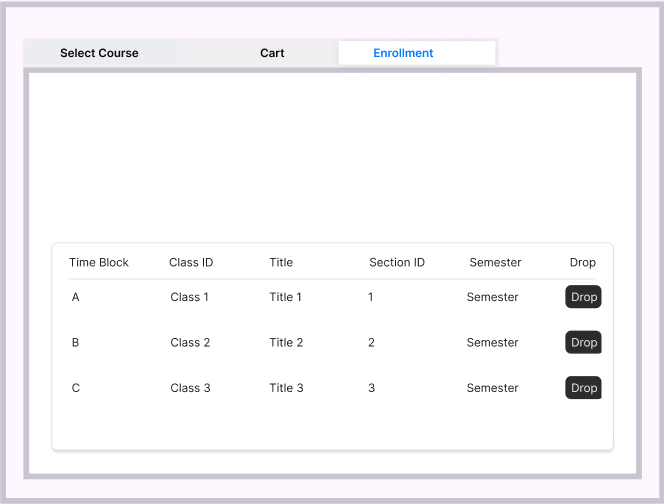 Select Course Cart Enrollment
Time Block Class ID Title Section ID Semester Drop
A Class 1 Title 1 1 Semester Drop
B Class 2 Title 2 2 Semester Drop
C Class 3 Title 3 3 Semester Drop